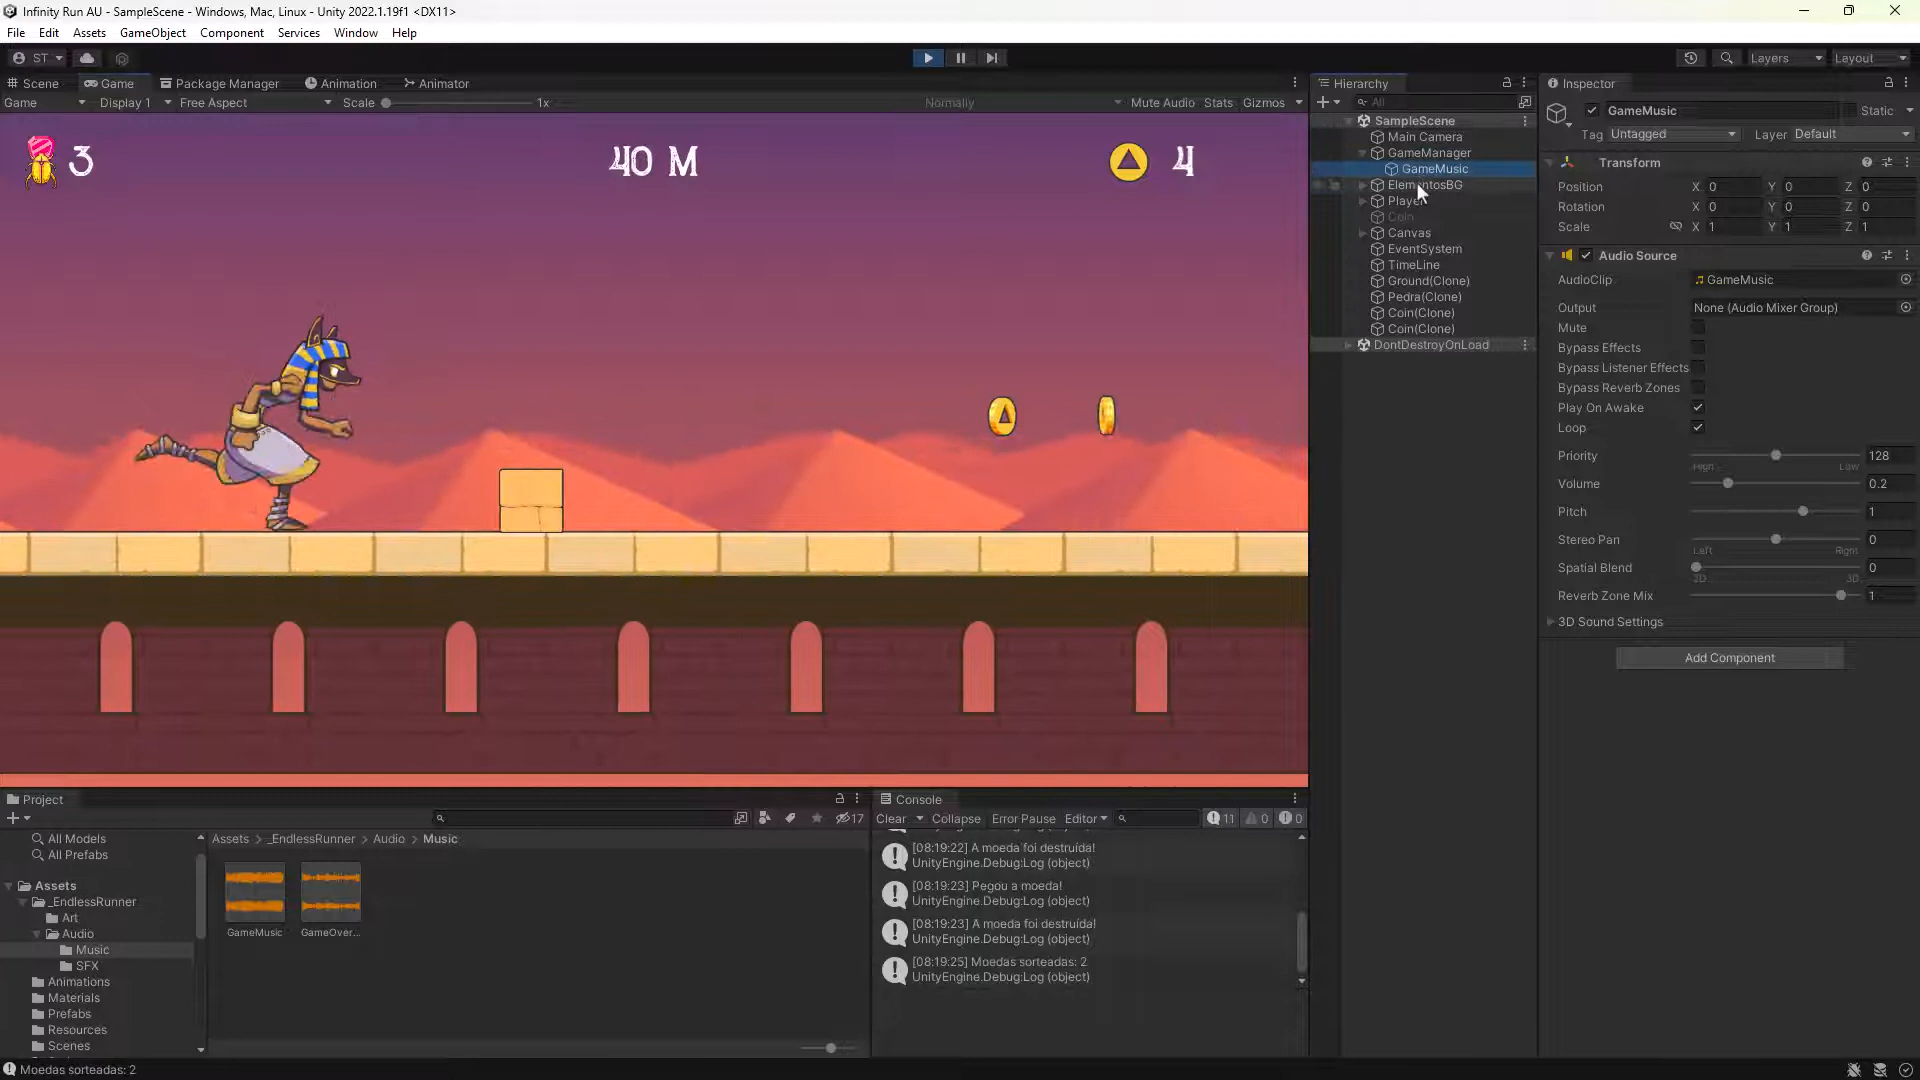 Infinity Run AU - SampleScene - Windows, Mac, Linux - Unity 2022.1.19f1 <DX11>
File Edit Assets GameObject Component Services Window Help
ST Layers Layout
Scene Game Package Manager Animation Animator
Game Display 1 Free Aspect Scale 1x Normally Mute Audio Stats Gizmos
3 40 M 4
Hierarchy
All
SampleScene
Main Camera
GameManager
GameMusic
ElementosBG
Player
Coin
Canvas
EventSystem
TimeLine
Ground(Clone)
Pedra(Clone)
Coin(Clone)
Coin(Clone)
DontDestroyOnLoad
Inspector
GameMusic Static
Tag Untagged Layer Default
Transform
Position X 0 Y 0 Z 0
Rotation X 0 Y 0 Z 0
Scale X 1 Y 1 Z 1
Audio Source
AudioClip GameMusic
Output None (Audio Mixer Group)
Mute
Bypass Effects
Bypass Listener Effects
Bypass Reverb Zones
Play On Awake
Loop
Priority 128
High Low
Volume 0.2
Pitch 1
Stereo Pan 0
Left Right
Spatial Blend 0
2D 3D
Reverb Zone Mix 1
3D Sound Settings
Add Component
Project
17
All Models
All Prefabs
Assets
_EndlessRunner
Art
Audio
Music
SFX
Animations
Materials
Prefabs
Resources
Scenes
Assets > _EndlessRunner > Audio > Music
GameMusic GameOver...
Console
Clear Collapse Error Pause Editor 11 0 0
[08:19:22] A moeda foi destruída!
UnityEngine.Debug:Log (object)
[08:19:23] Pegou a moeda!
UnityEngine.Debug:Log (object)
[08:19:23] A moeda foi destruída!
UnityEngine.Debug:Log (object)
[08:19:25] Moedas sorteadas: 2
UnityEngine.Debug:Log (object)
Moedas sorteadas: 2